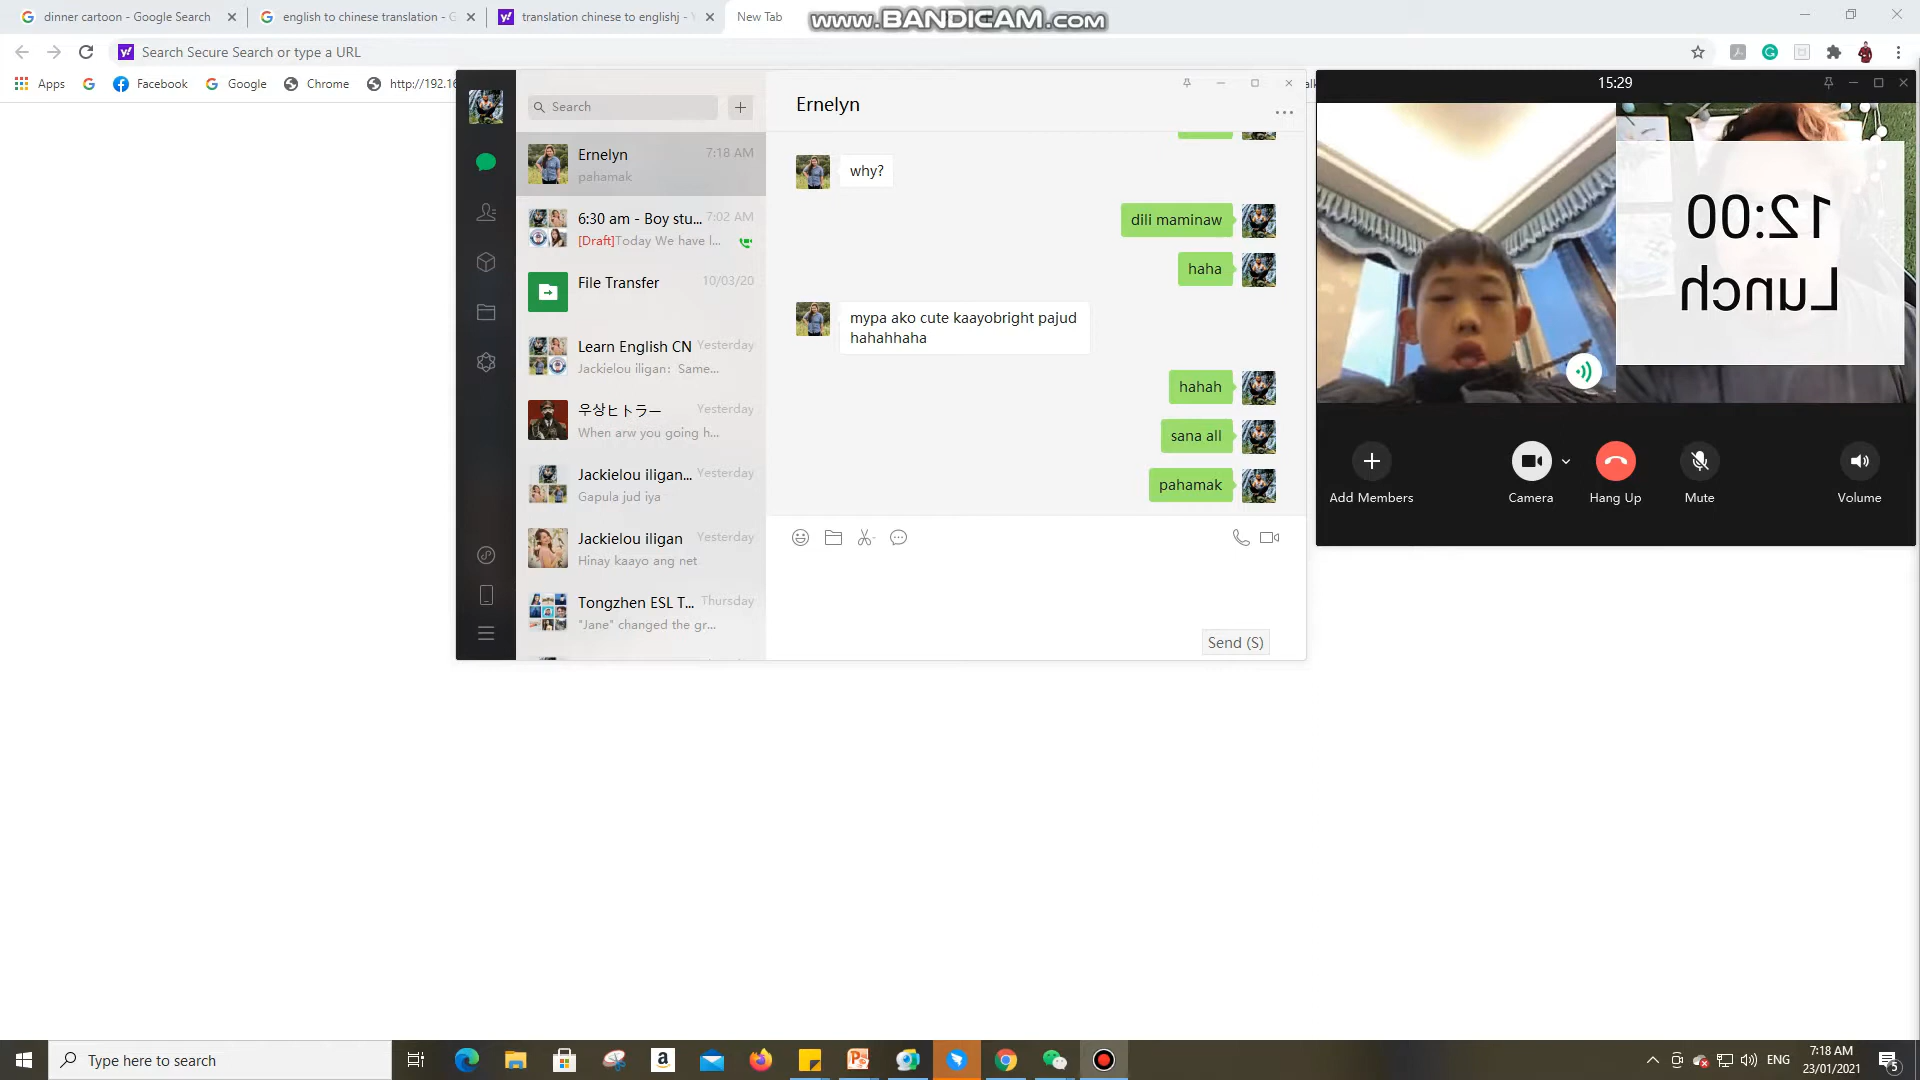 dinner cartoon - Google Search
english to chinese translation - G
translation chinese to englishj - Y
New Tab
www.BANDICAM.com
Search Secure Search or type a URL
Apps
Facebook
Google
Chrome
http://192.16
Search
Ernelyn
7:18 AM
pahamak
6:30 am - Boy stu...
7:02 AM
[Draft]Today We have l...
File Transfer
10/03/20
Learn English CN
Yesterday
Jackielou iligan: Same...
우상ヒトラー
Yesterday
When arw you going h...
Jackielou iligan...
Yesterday
Gapula jud iya
Jackielou iligan
Yesterday
Hinay kaayo ang net
Tongzhen ESL T...
Thursday
"Jane" changed the gr...
Ernelyn
why?
dili maminaw
haha
mypa ako cute kaayobright pajud
hahahhaha
hahah
sana all
pahamak
Send (S)
15:29
12:00
Lunch
Add Members
Camera
Hang Up
Mute
Volume
Type here to search
ENG
7:18 AM
23/01/2021
5